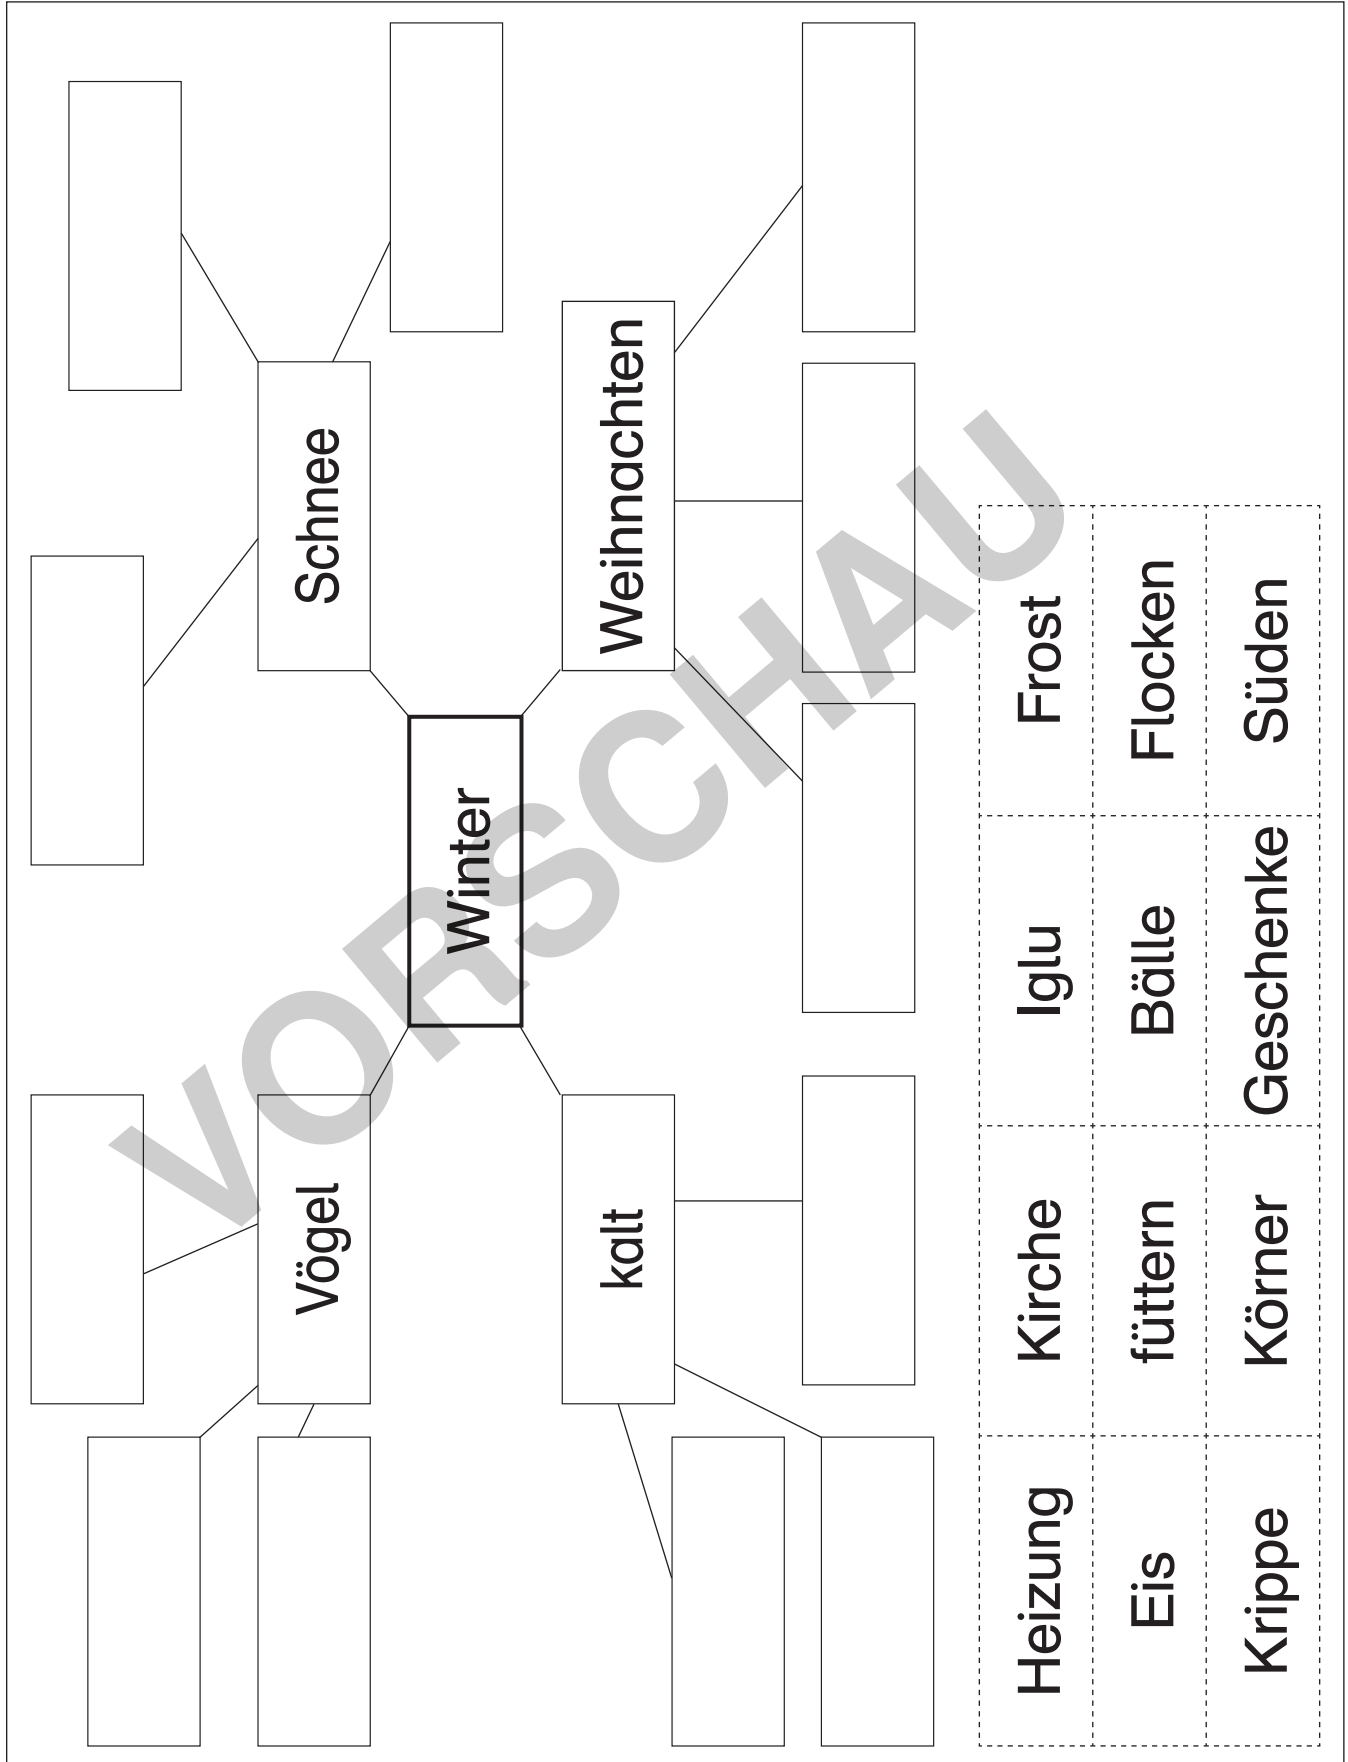 Vögel
Schnee
Winter
kalt
Weihnachten
VORSCHAU
Heizung Kirche Iglu Frost
Eis füttern Bälle Flocken
Krippe Körner Geschenke Süden